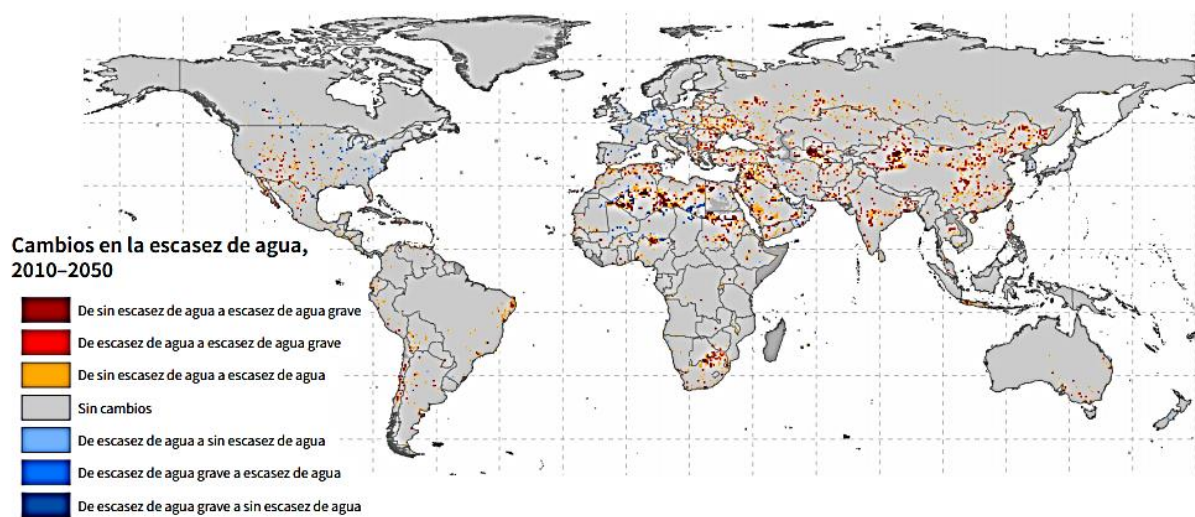 Cambios en la escasez de agua,
2010–2050
De sin escasez de agua a escasez de agua grave
De escasez de agua a escasez de agua grave
De sin escasez de agua a escasez de agua
Sin cambios
De escasez de agua a sin escasez de agua
De escasez de agua grave a escasez de agua
De escasez de agua grave a sin escasez de agua